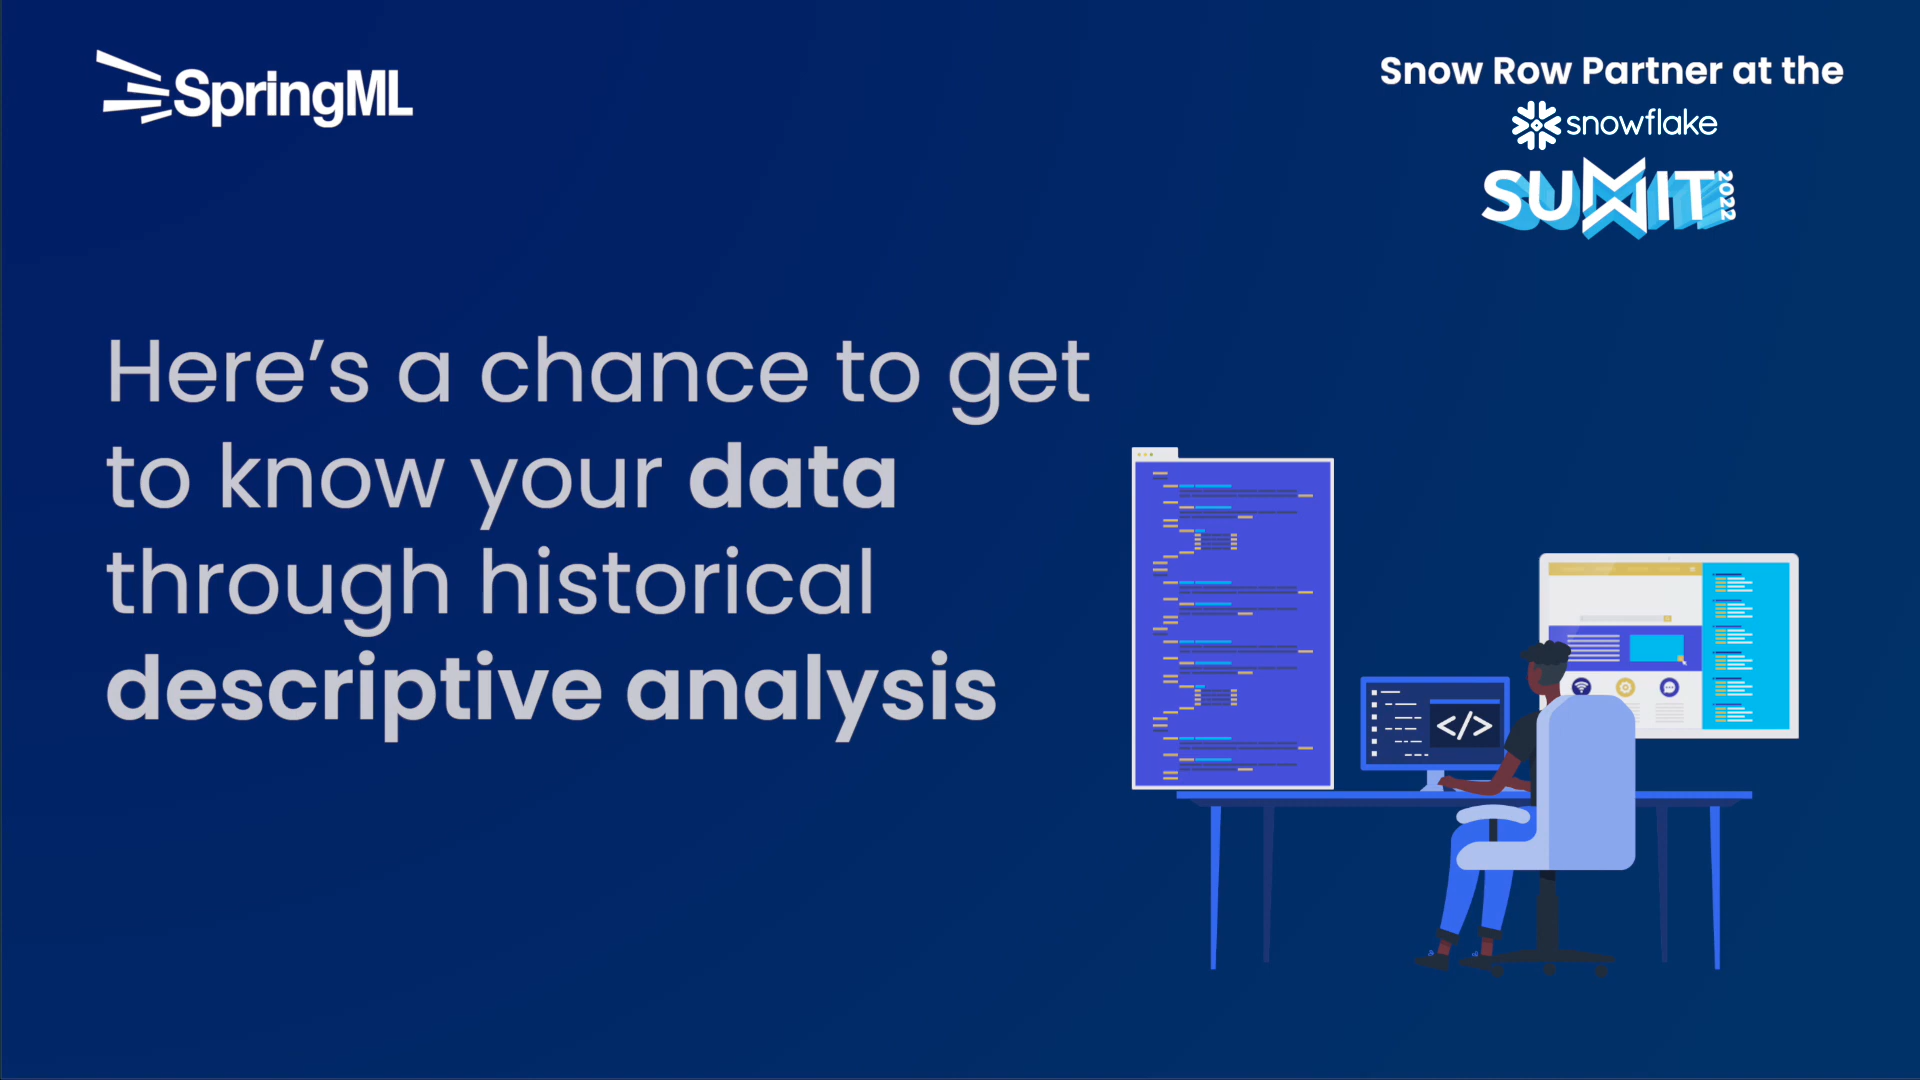 SpringML
Snow Row Partner at the
snowflake
SUMMIT 2022
Here’s a chance to get
to know your data
through historical
descriptive analysis
</>